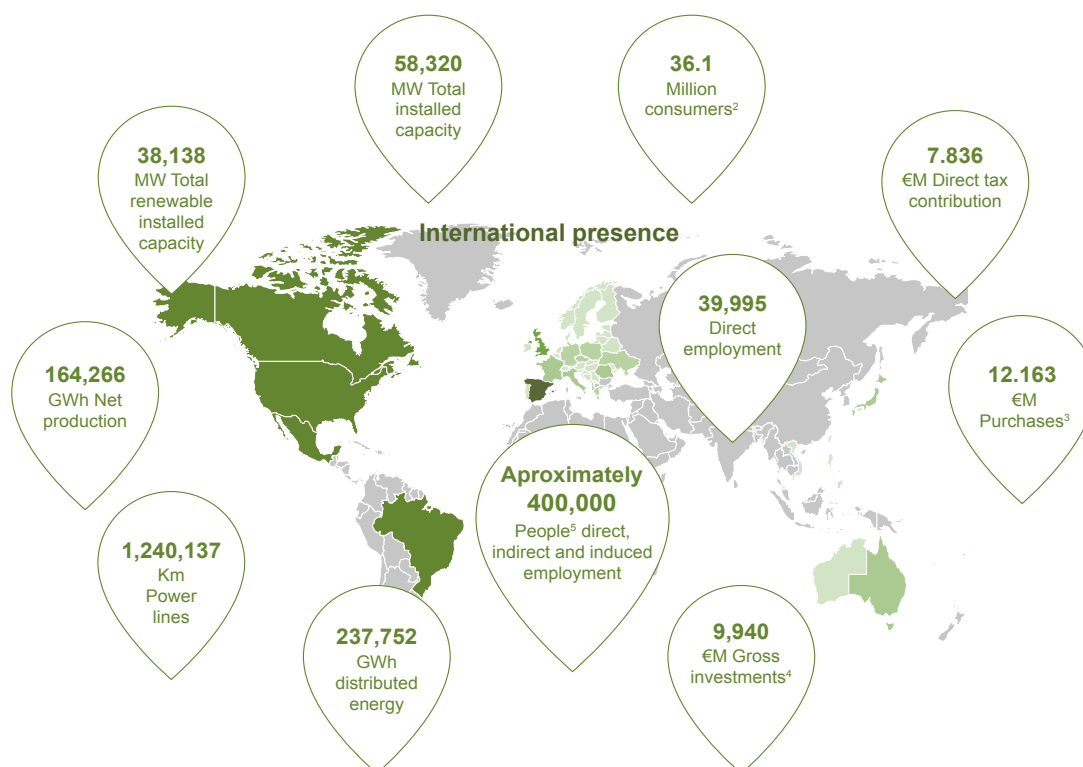 58,320
MW Total
installed
capacity
36.1
Million
consumers²
38,138
MW Total
renewable
installed
capacity
7.836
€M Direct tax
contribution
International presence
39,995
Direct
employment
164,266
GWh Net
production
12.163
€M
Purchases³
Aproximately
400,000
People⁵ direct,
indirect and induced
employment
1,240,137
Km
Power
lines
237,752
GWh
distributed
energy
9,940
€M Gross
investments⁴